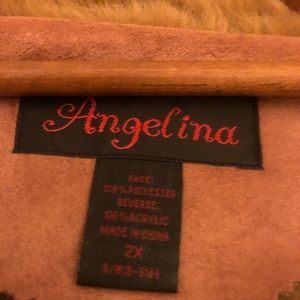 Angelina
FACE:
100% POLYESTER
REVERSE:
100% ACRYLIC
MADE IN CHINA
2X